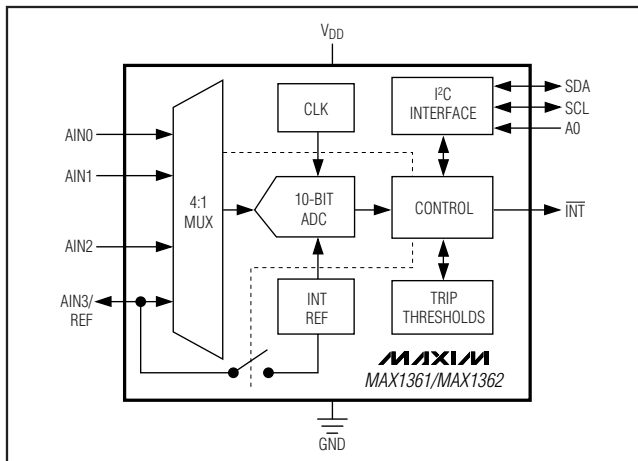 VDD
AIN0
AIN1
AIN2
AIN3/
REF
4:1
MUX
CLK
10-BIT
ADC
INT
REF
I²C
INTERFACE
CONTROL
TRIP
THRESHOLDS
SDA
SCL
A0
INT
MAXIM
MAX1361/MAX1362
GND